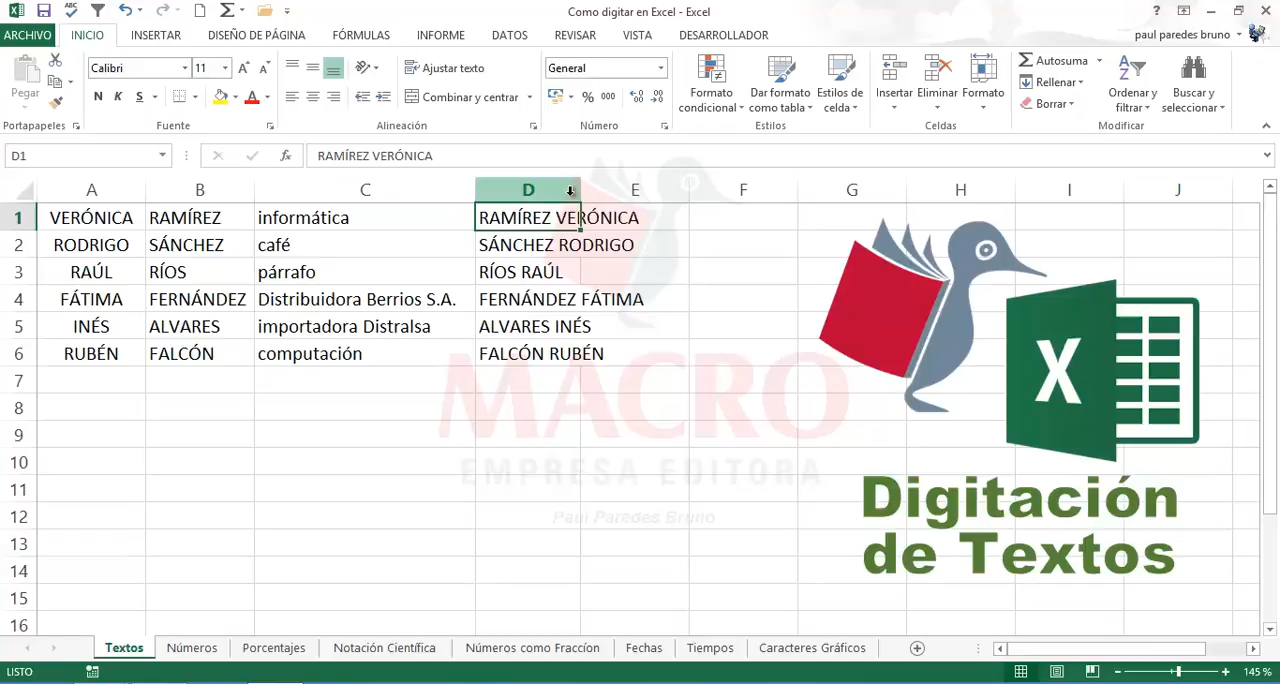 Como digitar en Excel - Excel
ARCHIVO INICIO INSERTAR DISEÑO DE PÁGINA FÓRMULAS INFORME DATOS REVISAR VISTA DESARROLLADOR paul paredes bruno
Pegar
Portapapeles
Calibri 11
N K S
Fuente
Ajustar texto
Combinar y centrar
Alineación
General
% 000
Número
Formato condicional
Dar formato como tabla
Estilos de celda
Estilos
Insertar Eliminar Formato
Celdas
Autosuma
Rellenar
Borrar
Ordenar y filtrar
Buscar y seleccionar
Modificar
D1 fx RAMÍREZ VERÓNICA
A B C D E F G H I J
1 VERÓNICA RAMÍREZ informática RAMÍREZ VERÓNICA
2 RODRIGO SÁNCHEZ café SÁNCHEZ RODRIGO
3 RAÚL RÍOS párrafo RÍOS RAÚL
4 FÁTIMA FERNÁNDEZ Distribuidora Berrios S.A. FERNÁNDEZ FÁTIMA
5 INÉS ALVARES importadora Distralsa ALVARES INÉS
6 RUBÉN FALCÓN computación FALCÓN RUBÉN
7
8
9
10
11
12
13
14
15
16
MACRO
EMPRESA EDITORA
Paul Paredes Bruno
X
Digitación
de Textos
Textos Números Porcentajes Notación Científica Números como Fraccíon Fechas Tiempos Caracteres Gráficos
LISTO 145 %